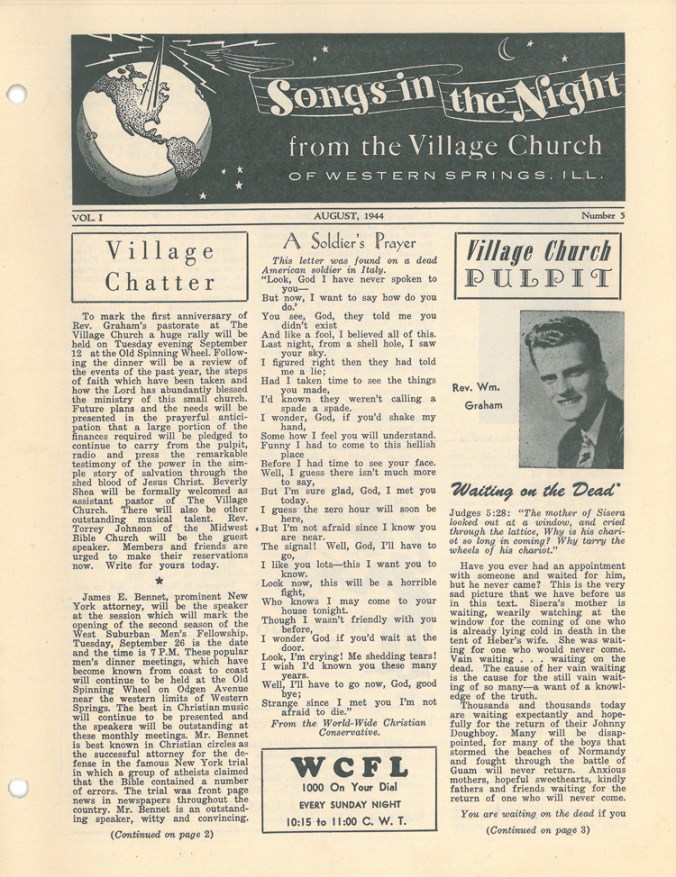 Songs in the Night
from the Village Church
OF WESTERN SPRINGS, ILL.
VOL. I AUGUST, 1944 Number 5
Village
Chatter
To mark the first anniversary of
Rev. Graham's pastorate at The
Village Church a huge rally will be
held on Tuesday evening September
12 at the Old Spinning Wheel. Follow-
ing the dinner will be a review of
the events of the past year, the steps
of faith which have been taken and
how the Lord has abundantly blessed
the ministry of this small church.
Future plans and the needs will be
presented in the prayerful antici-
pation that a large portion of the
finances required will be pledged to
continue to carry from the pulpit,
radio and press the remarkable
testimony of the power in the sim-
ple story of salvation through the
shed blood of Jesus Christ. Beverly
Shea will be formally welcomed as
assistant pastor of The Village
Church. There will also be other
outstanding musical talent. Rev.
Torrey Johnson of the Midwest
Bible Church will be the guest
speaker. Members and friends are
urged to make their reservations
now. Write for yours today.
★
James E. Bennet, prominent New
York attorney, will be the speaker
at the session which will mark the
opening of the second season of the
West Suburban Men's Fellowship.
Tuesday, September 26 is the date
and the time is 7 P.M. These popular
men's dinner meetings, which have
become known from coast to coast
will continue to be held at the Old
Spinning Wheel on Odgen Avenue
near the western limits of Western
Springs. The best in Christian music
will continue to be presented and
the speakers will be outstanding at
these monthly meetings. Mr. Bennet
is best known in Christian circles as
the successful attorney for the de-
fense in the famous New York trial
in which a group of atheists claimed
that the Bible contained a number
of errors. The trial was front page
news in newspapers throughout the
country. Mr. Bennet is an outstand-
ing speaker, witty and convincing.
(Continued on page 2)
A Soldier's Prayer
This letter was found on a dead
American soldier in Italy.
"Look, God I have never spoken to
you—
But now, I want to say how do you
do.'
You see, God, they told me you
didn't exist
And like a fool, I believed all of this.
Last night, from a shell hole, I saw
your sky.
I figured right then they had told
me a lie;
Had I taken time to see the things
you made,
I'd known they weren't calling a
spade a spade.
I wonder, God, if you'd shake my
hand,
Some how I feel you will understand.
Funny I had to come to this hellish
place
Before I had time to see your face.
Well, I guess there isn't much more
to say,
But I'm sure glad, God, I met you
today.
I guess the zero hour will soon be
here,
But I'm not afraid since I know you
are near.
The signal! Well, God, I'll have to
go,
I like you lots—this I want you to
know.
Look now, this will be a horrible
fight,
Who knows I may come to your
house tonight.
Though I wasn't friendly with you
before,
I wonder God if you'd wait at the
door.
Look, I'm crying! Me shedding tears!
I wish I'd known you these many
years.
Well, I'll have to go now, God, good
bye;
Strange since I met you I'm not
afraid to die."
From the World-Wide Christian
Conservative.
WCFL
1000 On Your Dial
EVERY SUNDAY NIGHT
10:15 to 11:00 C. W. T.
Village Church
PULPIT
Rev. Wm.
Graham
Waiting on the Dead"
Judges 5:28: "The mother of Sisera
looked out at a window, and cried
through the lattice, Why is his chari-
ot so long in coming? Why tarry the
wheels of his chariot."
Have you ever had an appointment
with someone and waited for him,
but he never came? This is the very
sad picture that we have before us
in this text. Sisera's mother is
waiting, wearily watching at the
window for the coming of one who
is already lying cold in death in the
tent of Heber's wife. She was wait-
ing for one who would never come.
Vain waiting . . . waiting on the
dead. The cause of her vain waiting
is the cause for the still vain wait-
ing of so many—a want of a knowl-
edge of the truth.
Thousands and thousands today
are waiting expectantly and hope-
fully for the return of their Johnny
Doughboy. Many will be disap-
pointed, for many of the boys that
stormed the beaches of Normandy
and fought through the battle of
Guam will never return. Anxious
mothers, hopeful sweethearts, kindly
fathers and friends waiting for the
return of one who will never come.
You are waiting on the dead if you
(Continued on page 3)